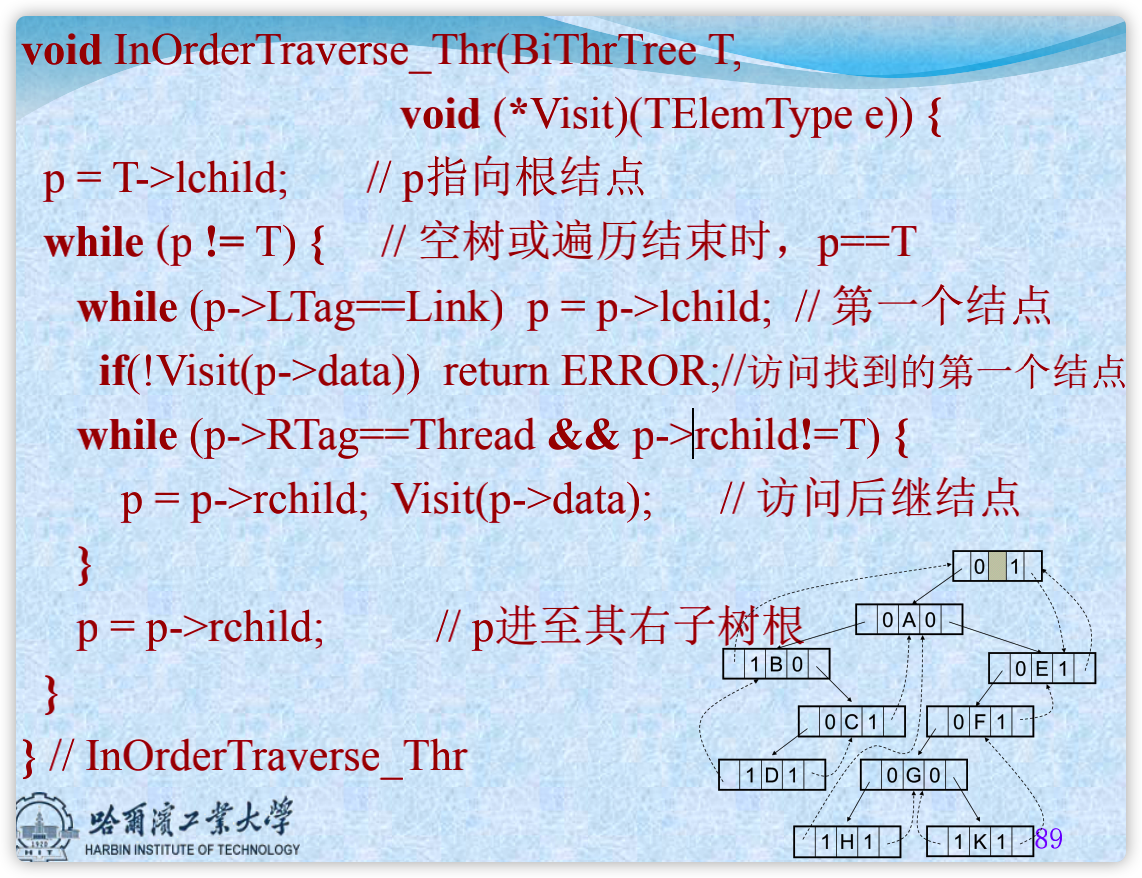 void InOrderTraverse_Thr(BiThrTree T,
void (*Visit)(TElemType e)) {
p = T->lchild; // p指向根结点
while (p != T) { // 空树或遍历结束时，p==T
while (p->LTag==Link) p = p->lchild; // 第一个结点
if(!Visit(p->data)) return ERROR;//访问找到的第一个结点
while (p->RTag==Thread && p->rchild!=T) {
p = p->rchild; Visit(p->data); // 访问后继结点
}
p = p->rchild; // p进至其右子树根
}
} // InOrderTraverse_Thr
0 1
0 A 0
1 B 0
0 E 1
0 C 1
0 F 1
1 D 1
0 G 0
1 H 1
1 K 1
哈爾濱工業大學
HARBIN INSTITUTE OF TECHNOLOGY
1920
HIT
89